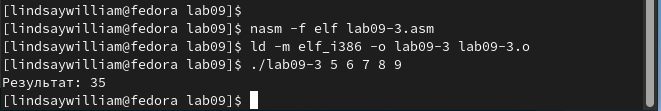 [lindsaywilliam@fedora lab09]$
[lindsaywilliam@fedora lab09]$ nasm -f elf lab09-3.asm
[lindsaywilliam@fedora lab09]$ ld -m elf_i386 -o lab09-3 lab09-3.o
[lindsaywilliam@fedora lab09]$ ./lab09-3 5 6 7 8 9
Результат: 35
[lindsaywilliam@fedora lab09]$